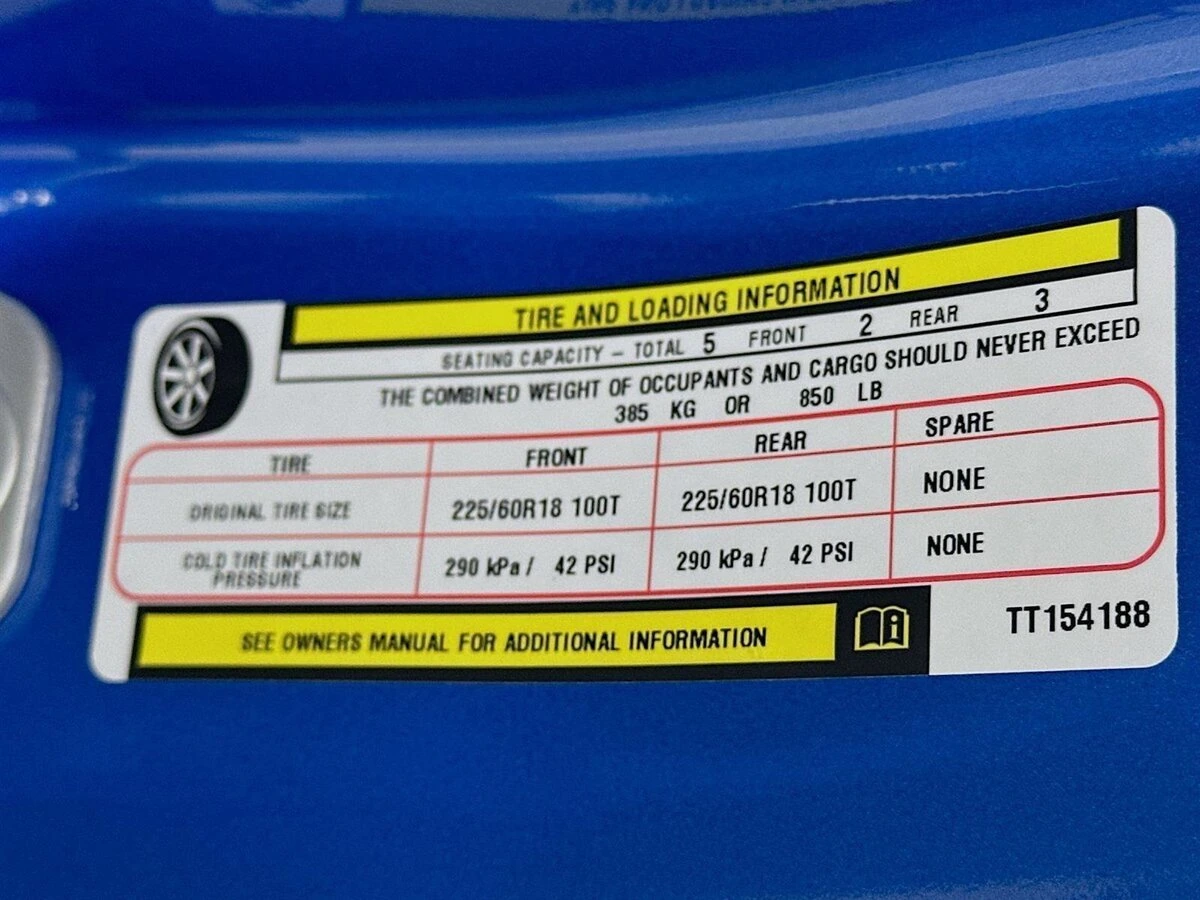 TIRE AND LOADING INFORMATION
SEATING CAPACITY – TOTAL 5 FRONT 2 REAR 3
THE COMBINED WEIGHT OF OCCUPANTS AND CARGO SHOULD NEVER EXCEED
385 KG OR 850 LB
TIRE FRONT REAR SPARE
ORIGINAL TIRE SIZE 225/60R18 100T 225/60R18 100T NONE
COLD TIRE INFLATION PRESSURE 290 kPa / 42 PSI 290 kPa / 42 PSI NONE
SEE OWNERS MANUAL FOR ADDITIONAL INFORMATION
TT154188